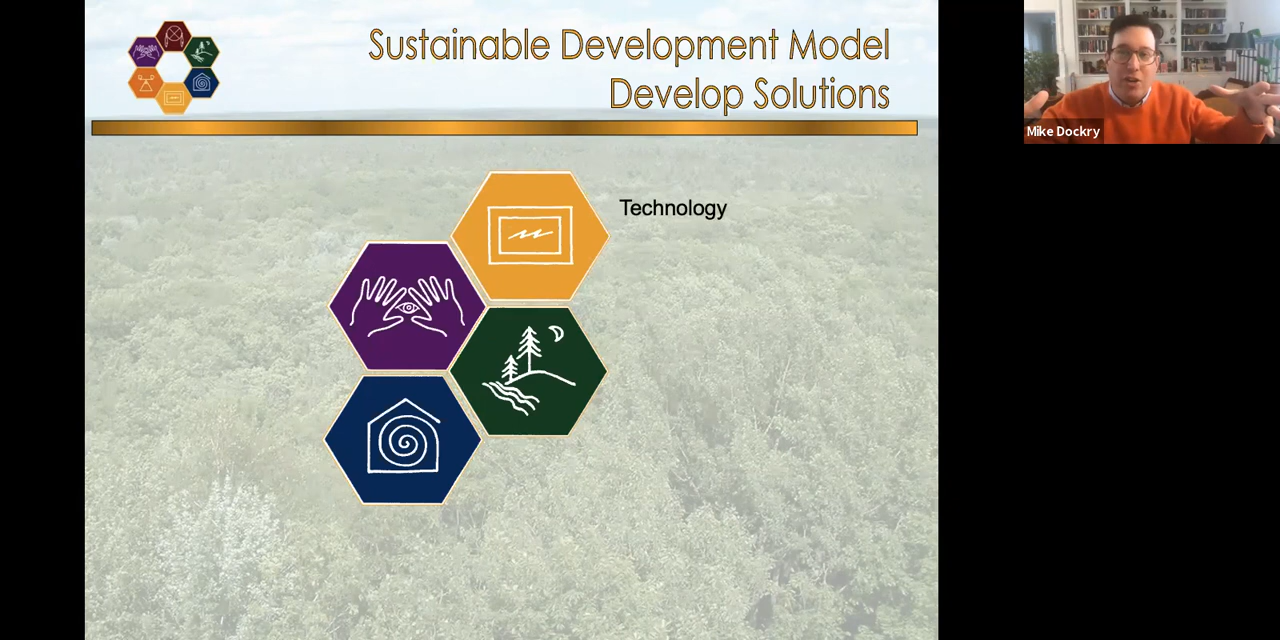 Sustainable Development Model
Develop Solutions
Technology
Mike Dockry